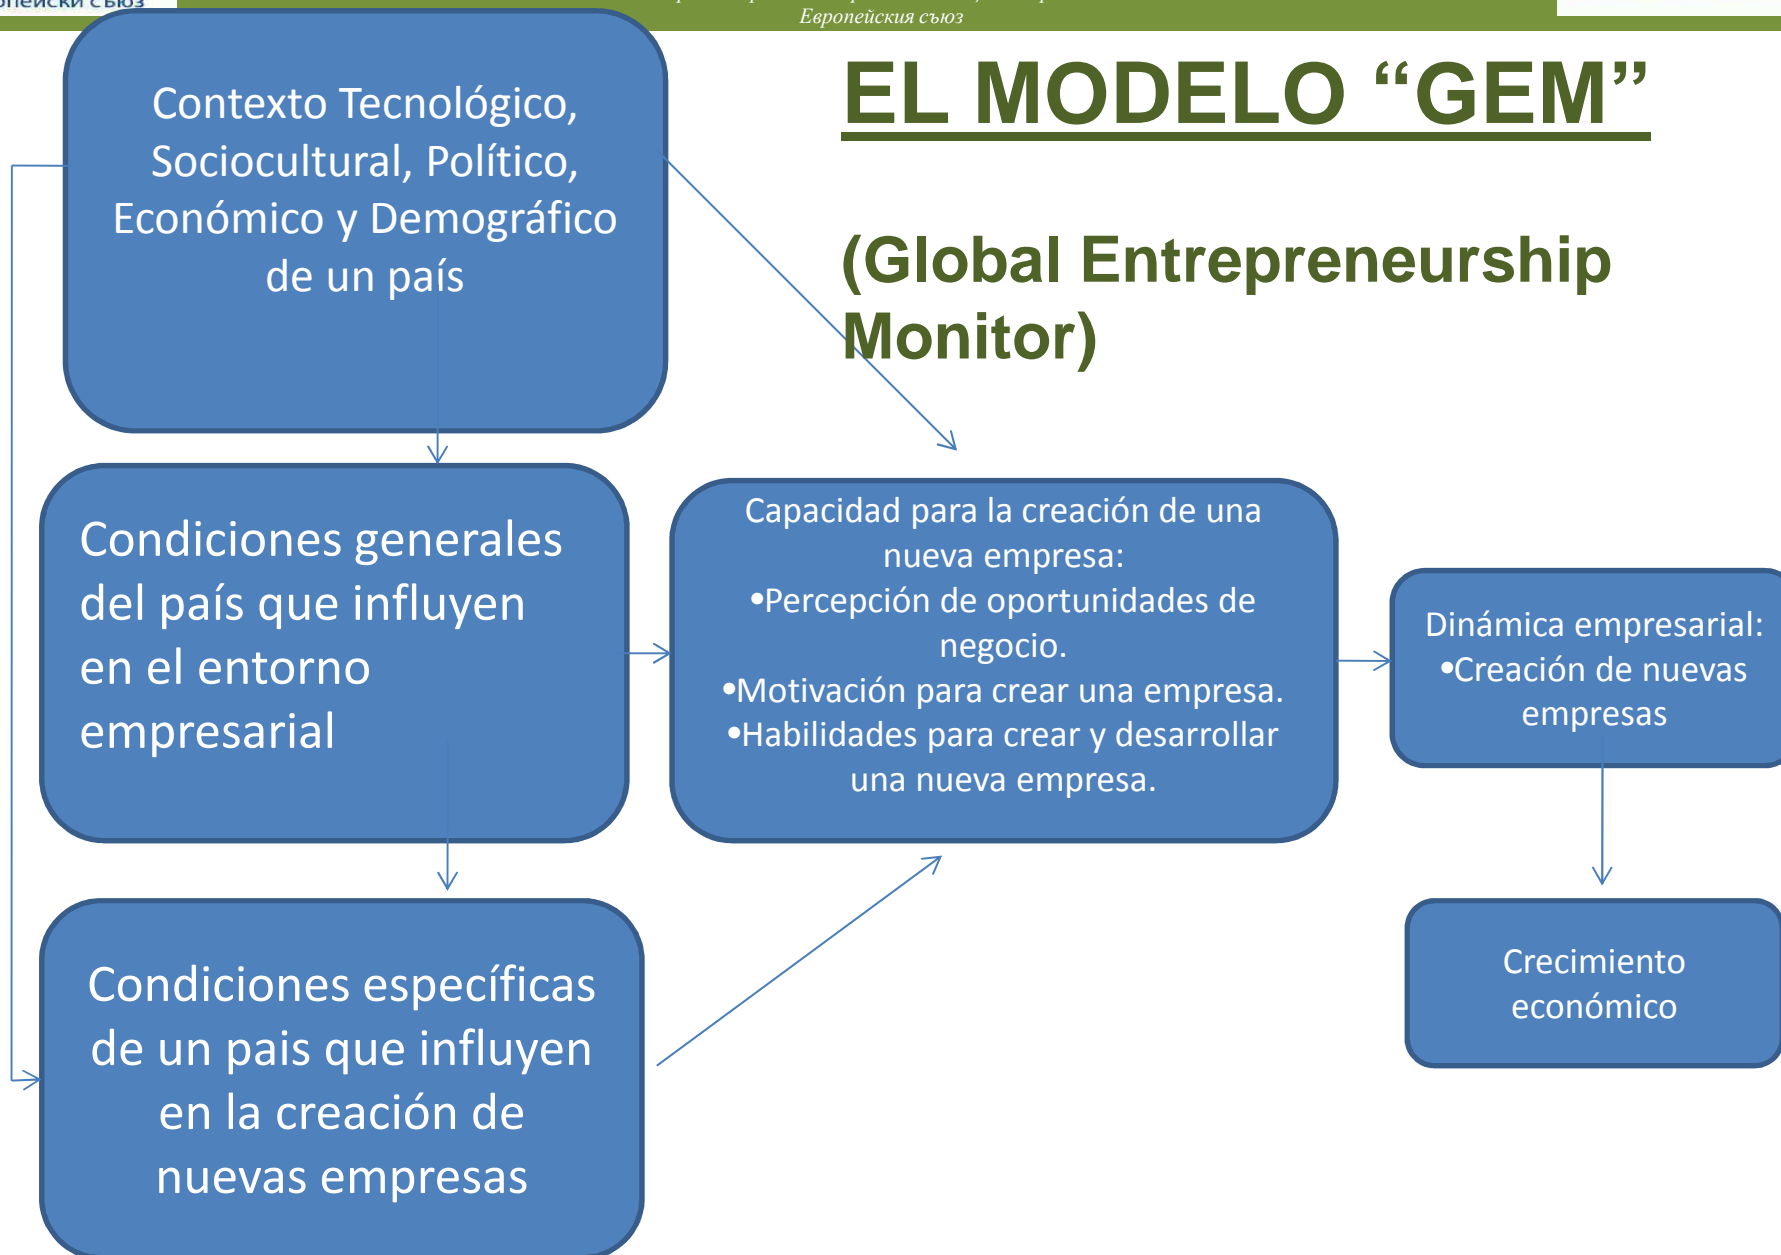 Европейския съюз
EL MODELO “GEM”
(Global Entrepreneurship
Monitor)
Contexto Tecnológico,
Sociocultural, Político,
Económico y Demográfico
de un país
Condiciones generales
del país que influyen
en el entorno
empresarial
Capacidad para la creación de una
nueva empresa:
•Percepción de oportunidades de
negocio.
•Motivación para crear una empresa.
•Habilidades para crear y desarrollar
una nueva empresa.
Dinámica empresarial:
•Creación de nuevas
empresas
Crecimiento
económico
Condiciones específicas
de un pais que influyen
en la creación de
nuevas empresas